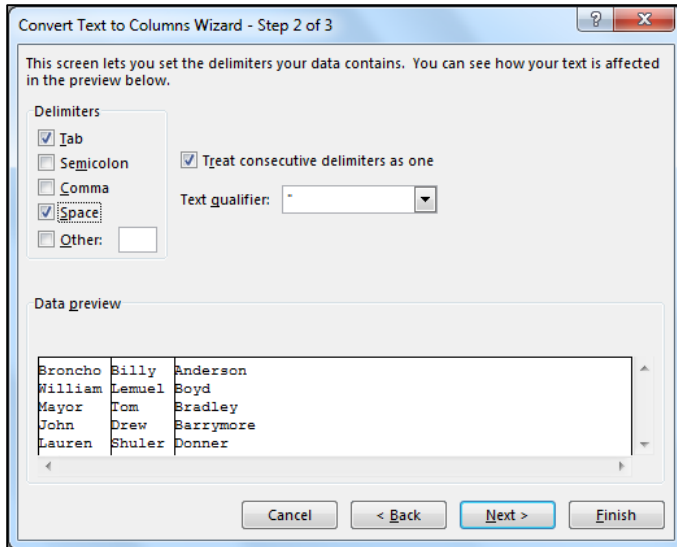 Convert Text to Columns Wizard - Step 2 of 3
This screen lets you set the delimiters your data contains. You can see how your text is affected
in the preview below.
Delimiters
Tab
Semicolon
Comma
Space
Other:
Treat consecutive delimiters as one
Text qualifier: "
Data preview
Broncho Billy Anderson
William Lemuel Boyd
Mayor Tom Bradley
John Drew Barrymore
Lauren Shuler Donner
Cancel < Back Next > Finish